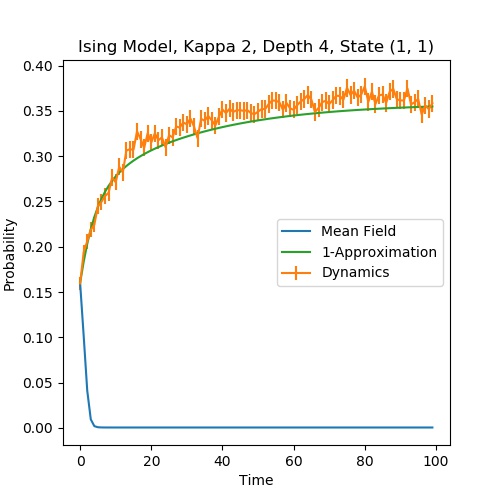 Ising Model, Kappa 2, Depth 4, State (1, 1)
0.40
0.35
0.30
0.25
0.20
0.15
0.10
0.05
0.00
Probability
Mean Field
1-Approximation
Dynamics
0 20 40 60 80 100
Time